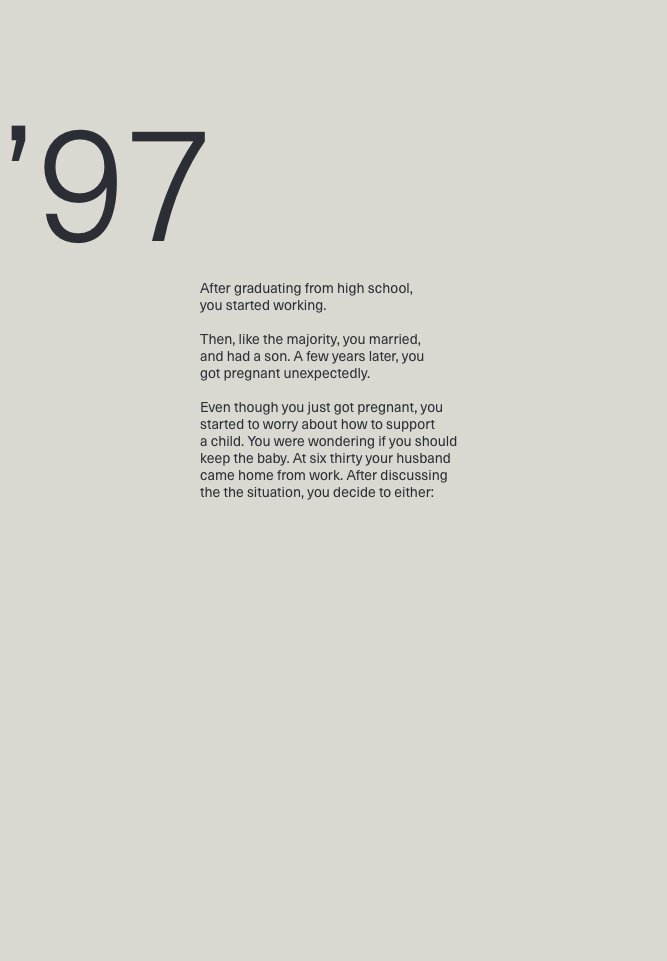 ’97
After graduating from high school,
you started working.
Then, like the majority, you married,
and had a son. A few years later, you
got pregnant unexpectedly.
Even though you just got pregnant, you
started to worry about how to support
a child. You were wondering if you should
keep the baby. At six thirty your husband
came home from work. After discussing
the the situation, you decide to either: